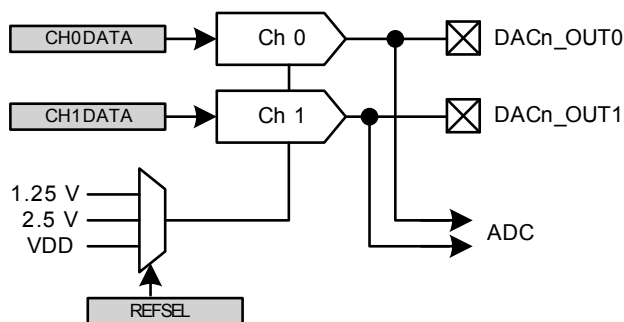 CH0DATA
Ch 0
DACn_OUT0
CH1DATA
Ch 1
DACn_OUT1
1.25 V
2.5 V
VDD
ADC
REFSEL